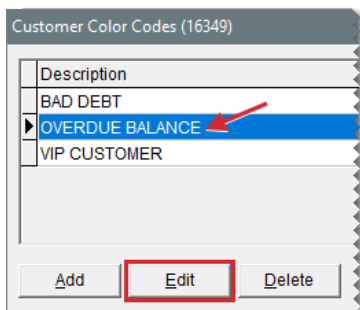 Customer Color Codes (16349)
Description
BAD DEBT
OVERDUE BALANCE
VIP CUSTOMER
Add Edit Delete